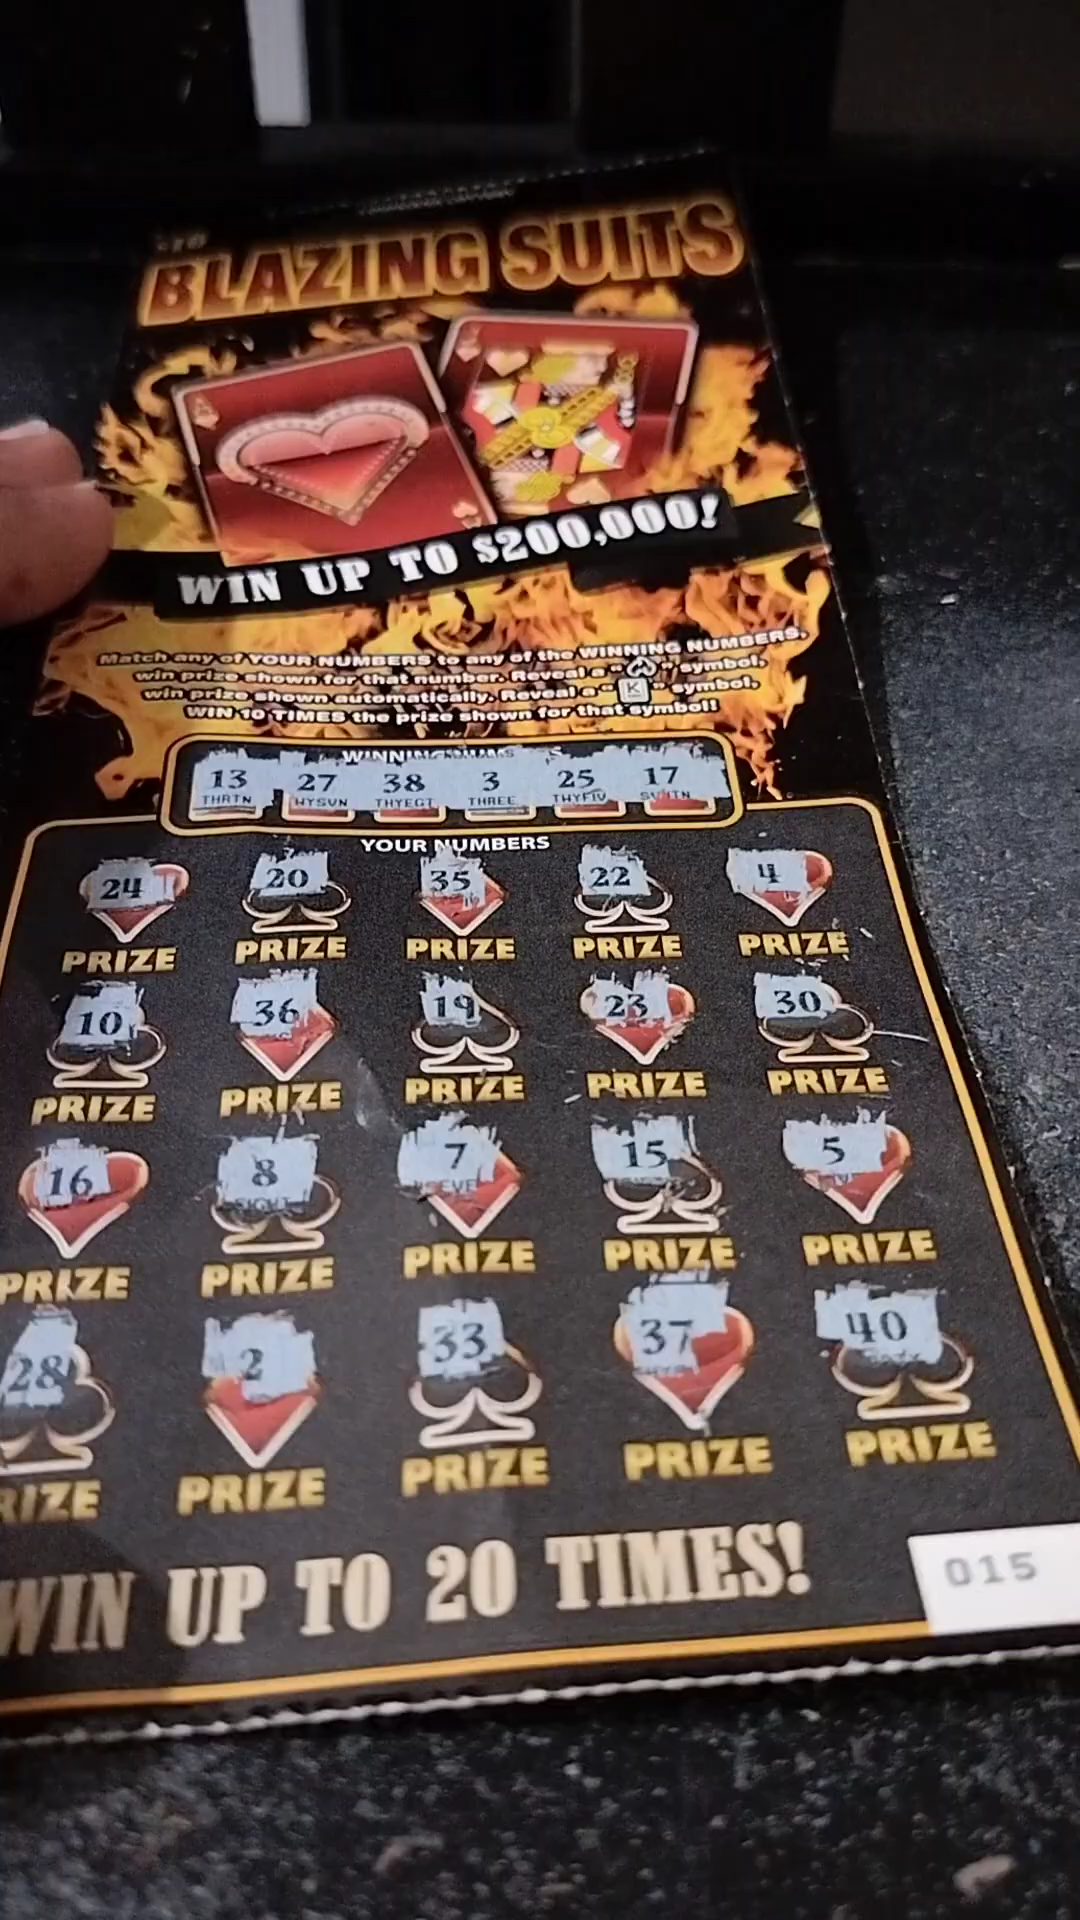 BLAZING SUITS
WIN UP TO $200,000!
Match any of YOUR NUMBERS to any of the WINNING NUMBERS,
win prize shown for that number. Reveal a " " symbol,
win prize shown automatically. Reveal a " K " symbol,
WIN 10 TIMES the prize shown for that symbol!
13 27 38 3 25 17
THRTN THYEGT THREE TWYFIV
YOUR NUMBERS
24 20 35 22 4
PRIZE PRIZE PRIZE PRIZE PRIZE
10 36 19 23 30
PRIZE PRIZE PRIZE PRIZE PRIZE
16 8 7 15 5
PRIZE PRIZE PRIZE PRIZE PRIZE
28 2 33 37 40
RIZE PRIZE PRIZE PRIZE PRIZE
WIN UP TO 20 TIMES!
015